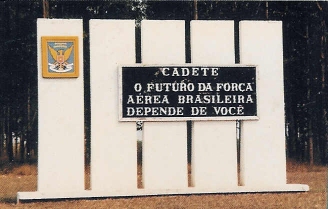 CADETE
O FUTURO DA FORÇA
AÉREA BRASILEIRA
DEPENDE DE VOCÊ